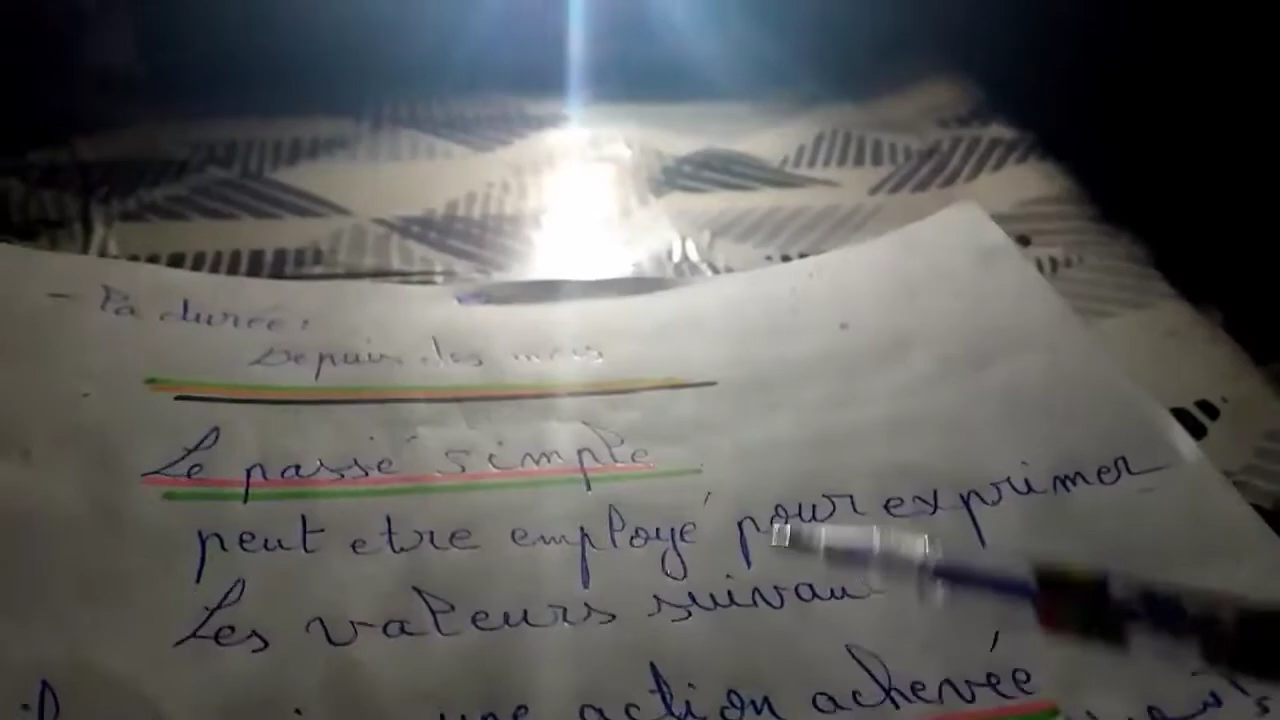 - La durée :
Depuis des mois
Le passé simple
peut etre employé pour exprimer
Les valeurs suivan
une action achevée